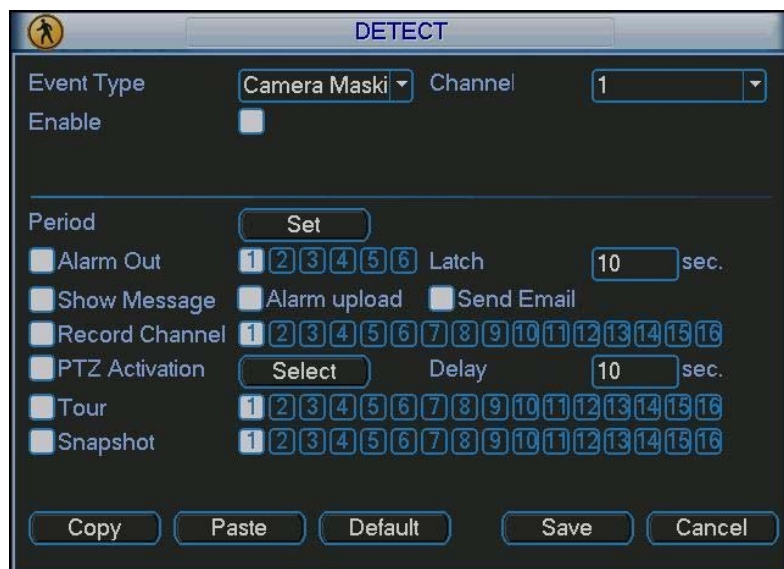 DETECT
Event Type Camera Maski Channel 1
Enable
Period Set
Alarm Out 1 2 3 4 5 6 Latch 10 sec.
Show Message Alarm upload Send Email
Record Channel 1 2 3 4 5 6 7 8 9 10 11 12 13 14 15 16
PTZ Activation Select Delay 10 sec.
Tour 1 2 3 4 5 6 7 8 9 10 11 12 13 14 15 16
Snapshot 1 2 3 4 5 6 7 8 9 10 11 12 13 14 15 16
Copy Paste Default Save Cancel